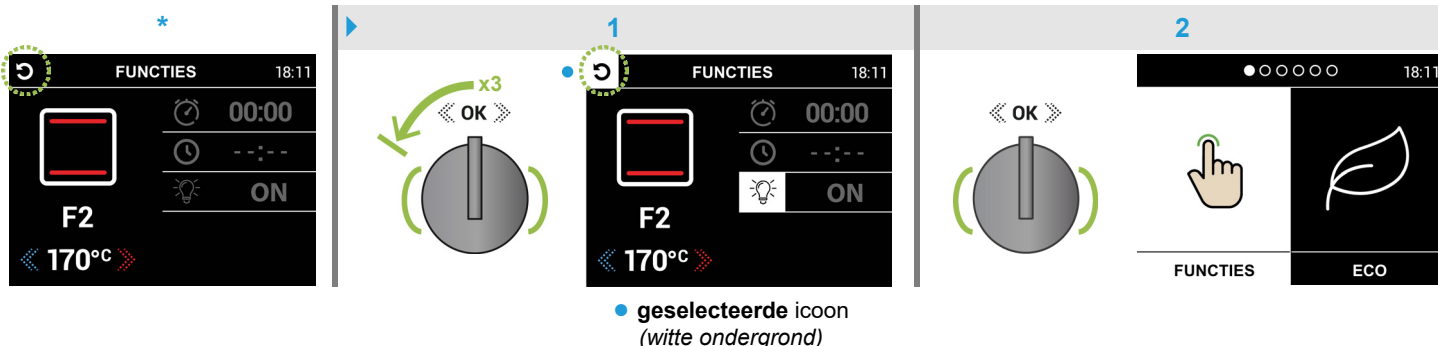 *
1
2
FUNCTIES 18:11
00:00
--:--
ON
F2
170°C
x3
OK
FUNCTIES 18:11
00:00
--:--
ON
F2
170°C
geselecteerde icoon
(witte ondergrond)
OK
18:11
FUNCTIES
ECO